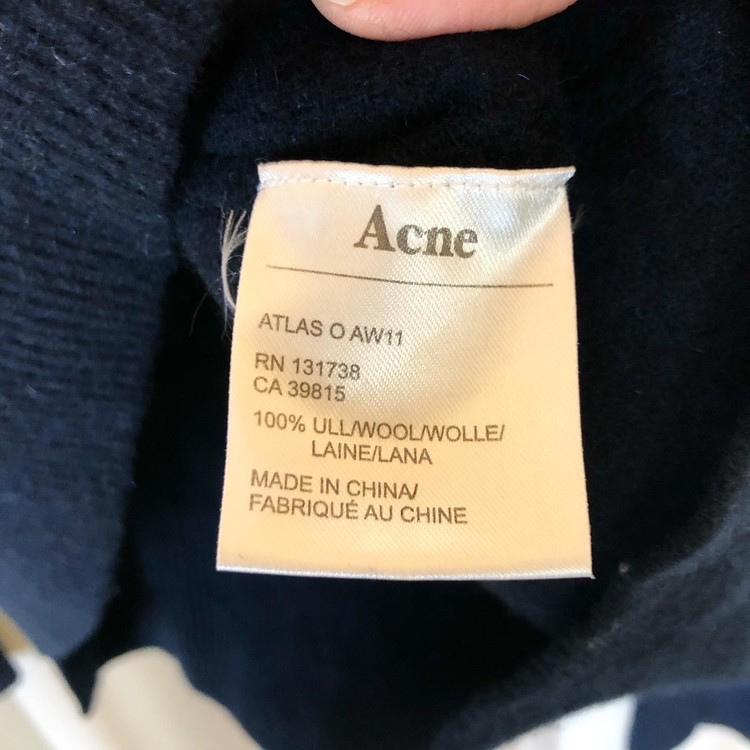 Acne
ATLAS O AW11
RN 131738
CA 39815
100% ULL/WOOL/WOLLE/
LAINE/LANA
MADE IN CHINA/
FABRIQUÉ AU CHINE